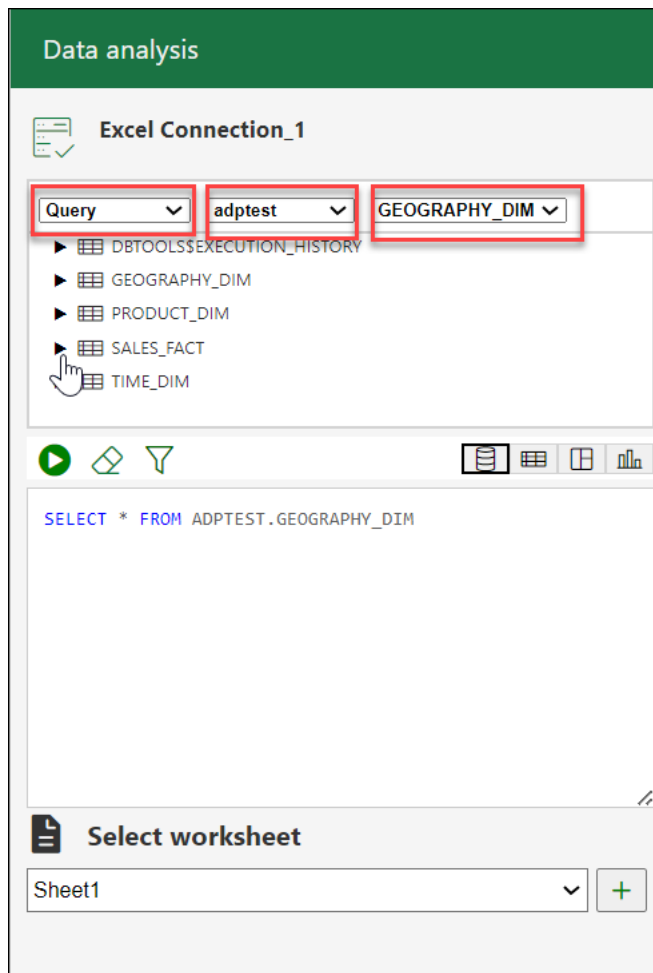 Data analysis
Excel Connection_1
Query adptest GEOGRAPHY_DIM
DBTOOLS$EXECUTION_HISTORY
GEOGRAPHY_DIM
PRODUCT_DIM
SALES_FACT
TIME_DIM
SELECT * FROM ADPTEST.GEOGRAPHY_DIM
Select worksheet
Sheet1